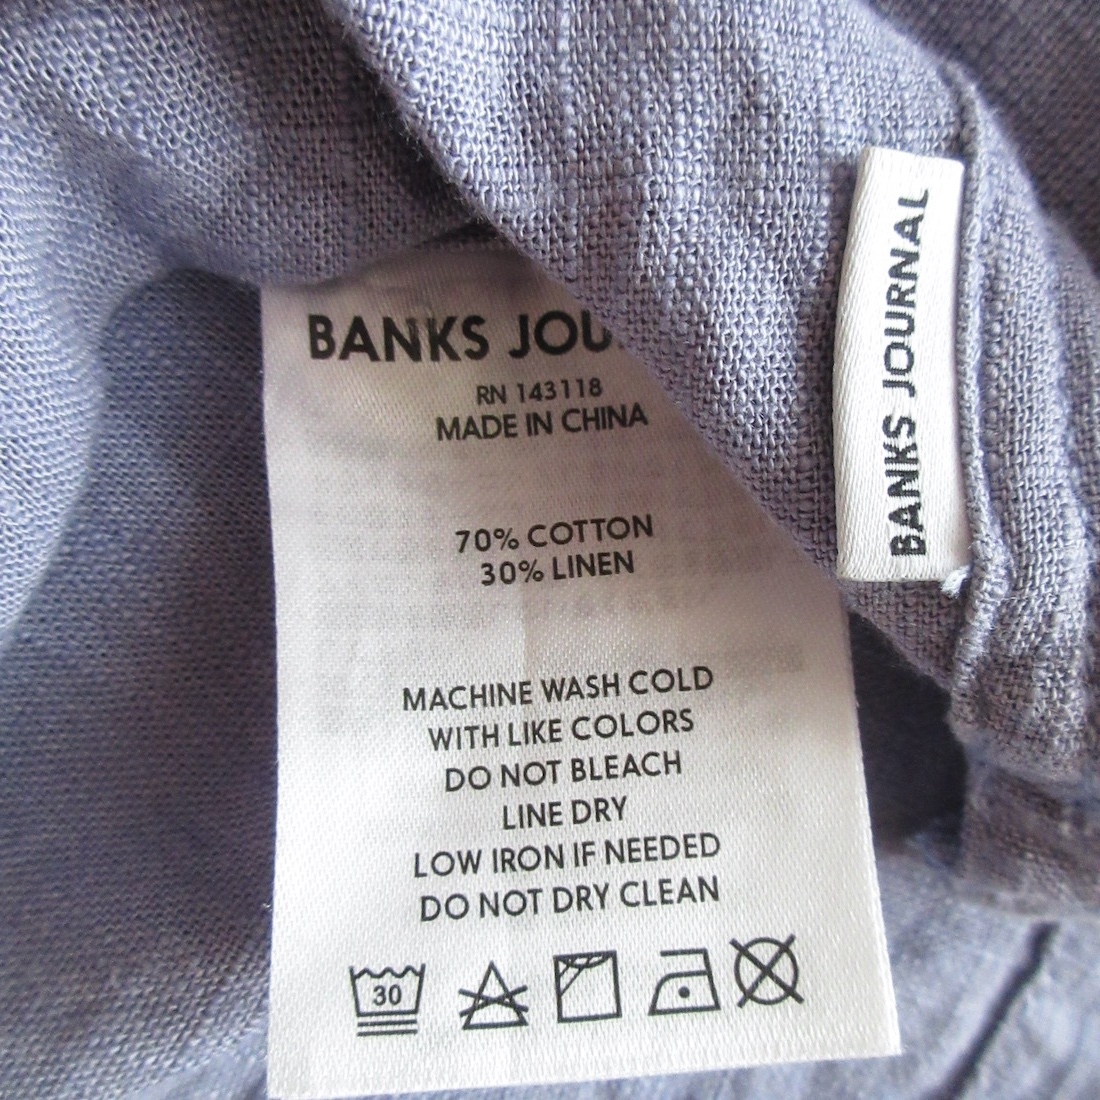 BANKS JOU
RN 143118
MADE IN CHINA
70% COTTON
30% LINEN
MACHINE WASH COLD
WITH LIKE COLORS
DO NOT BLEACH
LINE DRY
LOW IRON IF NEEDED
DO NOT DRY CLEAN
30
BANKS JOURNAL